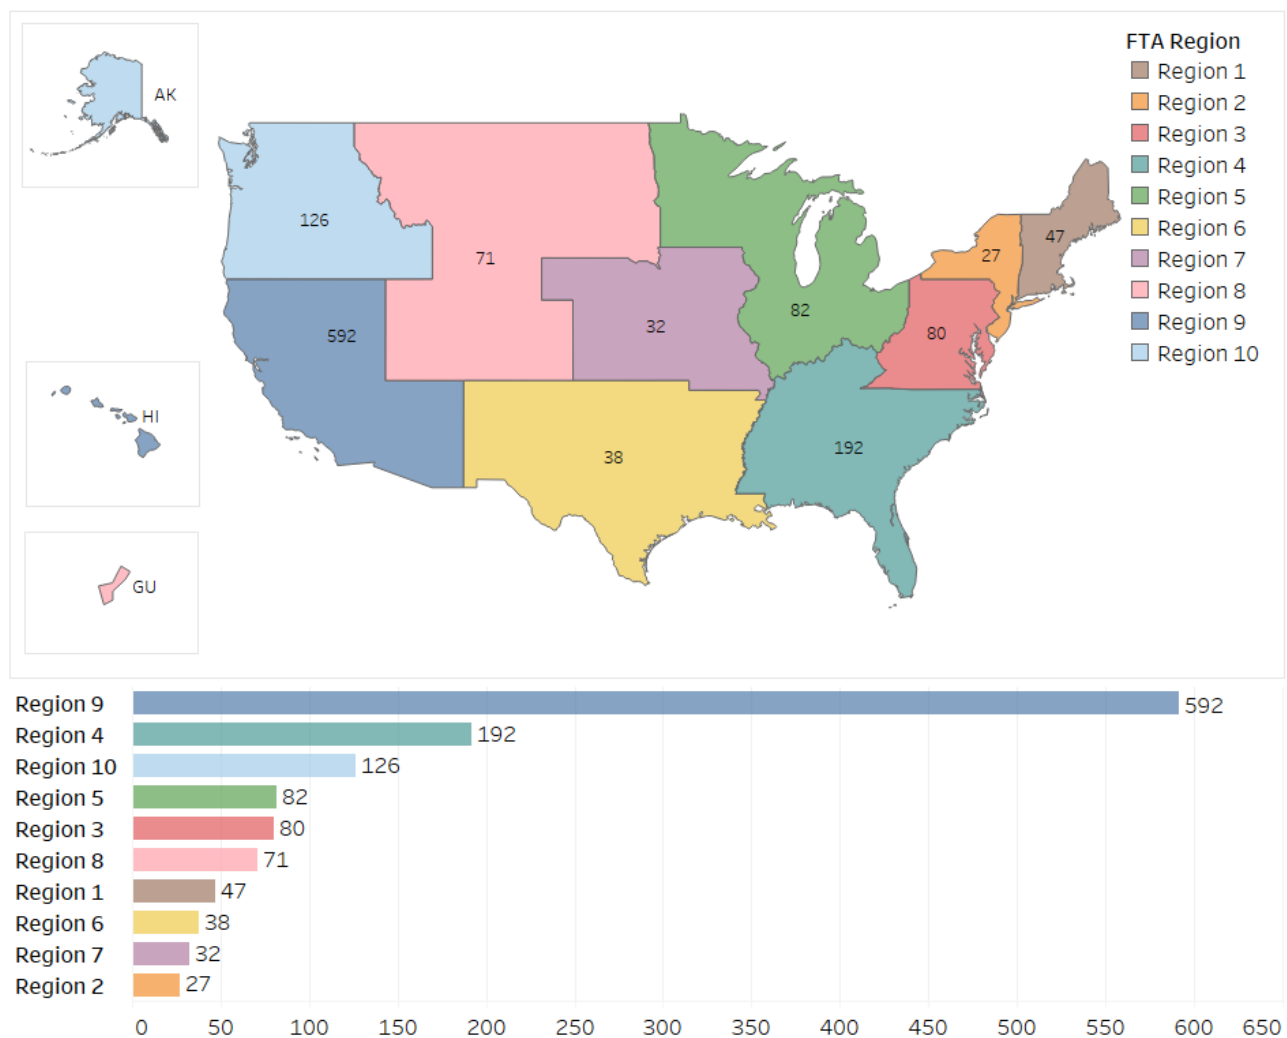 FTA Region
Region 1
Region 2
Region 3
Region 4
Region 5
Region 6
Region 7
Region 8
Region 9
Region 10
AK
HI
GU
126
71
592
32
82
38
192
80
27
47
Region 9 592
Region 4 192
Region 10 126
Region 5 82
Region 3 80
Region 8 71
Region 1 47
Region 6 38
Region 7 32
Region 2 27
0 50 100 150 200 250 300 350 400 450 500 550 600 650